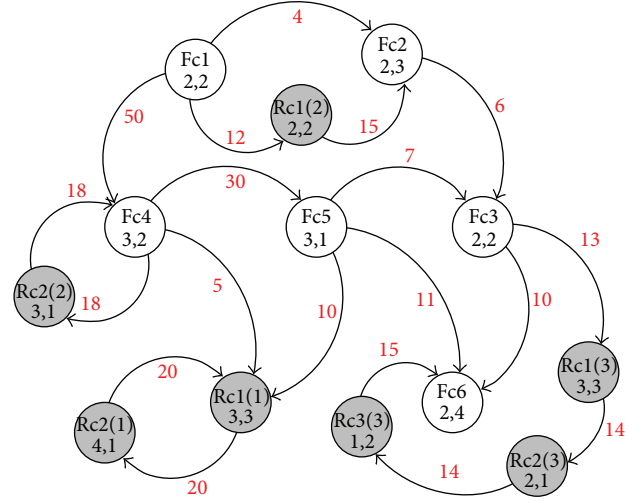 4
Fc1
2,2
Fc2
2,3
50
Rc1(2)
2,2
12
15
6
18
30
7
Fc4
3,2
Fc5
3,1
Fc3
2,2
13
Rc2(2)
3,1
18
5
10
11
10
20
15
Rc1(3)
3,3
Rc1(1)
3,3
Fc6
2,4
Rc2(1)
4,1
Rc3(3)
1,2
14
Rc2(3)
2,1
20
14